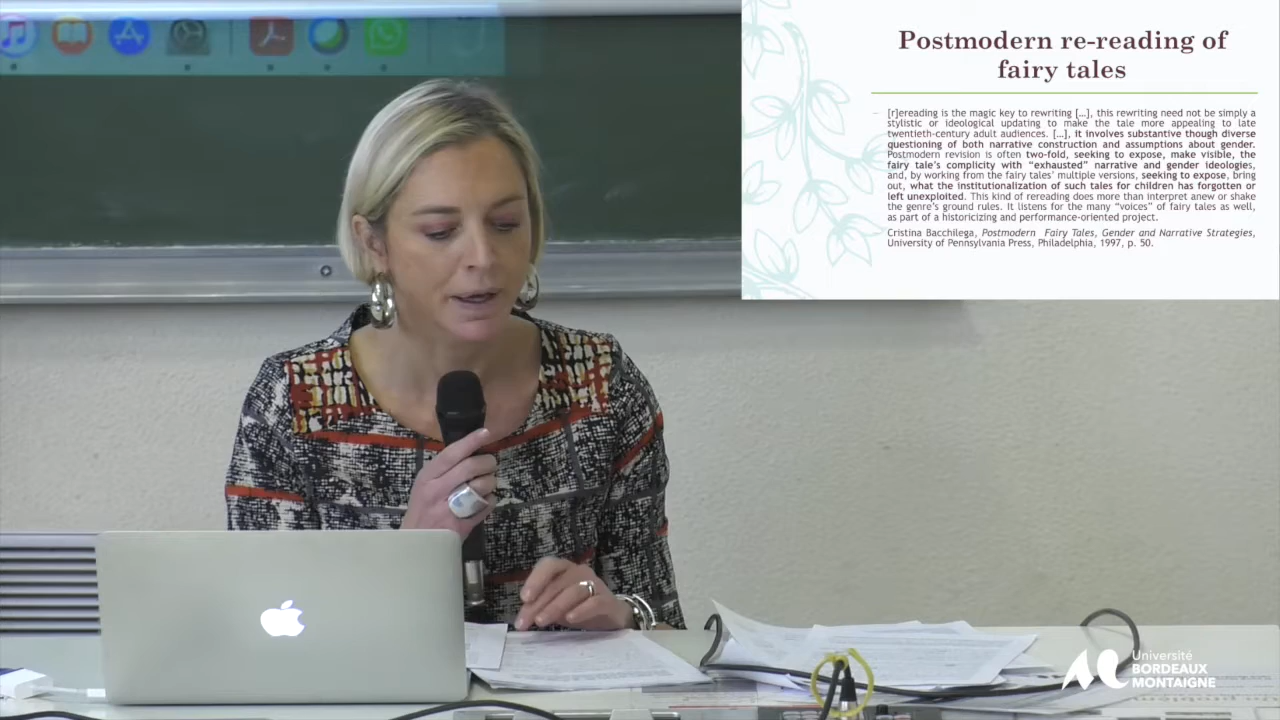 Postmodern re-reading of
fairy tales
[r]ereading is the magic key to rewriting […], this rewriting need not be simply a
stylistic or ideological updating to make the tale more appealing to late
twentieth-century adult audiences. […], it involves substantive though diverse
questioning of both narrative construction and assumptions about gender.
Postmodern revision is often two-fold, seeking to expose, make visible, the
fairy tale's complicity with “exhausted” narrative and gender ideologies,
and, by working from the fairy tales' multiple versions, seeking to expose, bring
out, what the institutionalization of such tales for children has forgotten or
left unexploited. This kind of rereading does more than interpret anew or shake
the genre's ground rules. It listens for the many “voices” of fairy tales as well,
as part of a historicizing and performance-oriented project.
Cristina Bacchilega, Postmodern Fairy Tales, Gender and Narrative Strategies,
University of Pennsylvania Press, Philadelphia, 1997, p. 50.
Université
BORDEAUX
MONTAIGNE